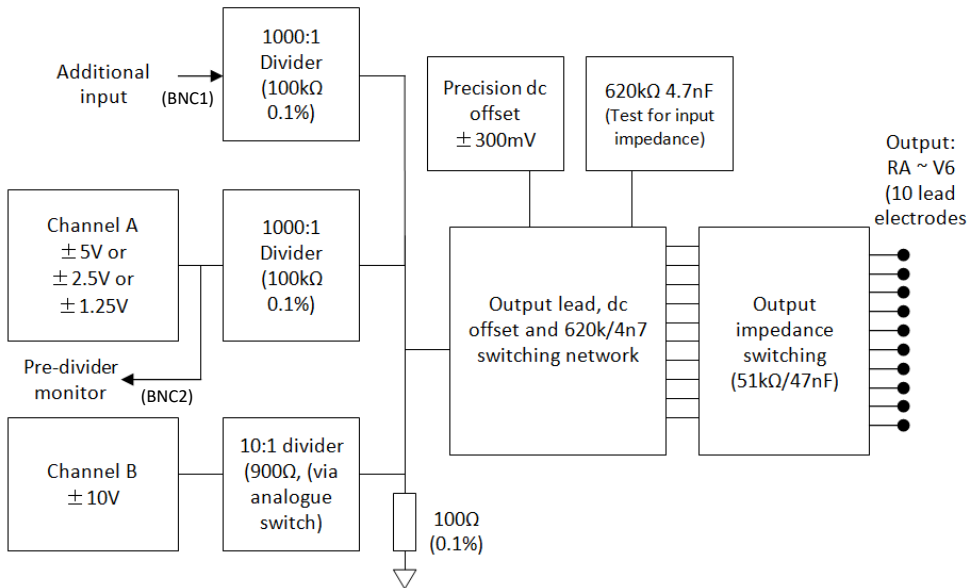 Additional
input
(BNC1)
1000:1
Divider
(100kΩ
0.1%)
Precision dc
offset
±300mV
620kΩ 4.7nF
(Test for input
impedance)
Output:
RA ~ V6
(10 lead
electrodes
Channel A
±5V or
±2.5V or
±1.25V
1000:1
Divider
(100kΩ
0.1%)
Output lead, dc
offset and 620k/4n7
switching network
Output
impedance
switching
(51kΩ/47nF)
Pre-divider
monitor
(BNC2)
Channel B
±10V
10:1 divider
(900Ω, (via
analogue
switch)
100Ω
(0.1%)